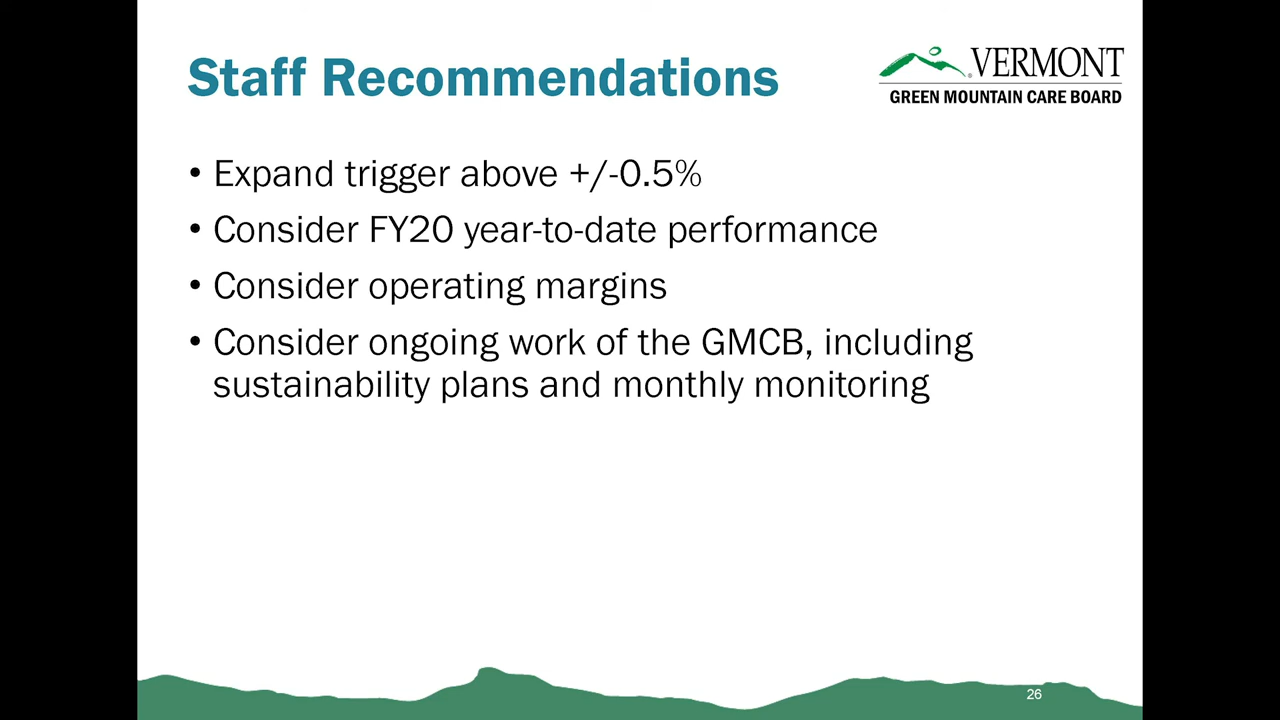 Staff Recommendations
VERMONT
GREEN MOUNTAIN CARE BOARD
• Expand trigger above +/-0.5%
• Consider FY20 year-to-date performance
• Consider operating margins
• Consider ongoing work of the GMCB, including
sustainability plans and monthly monitoring
26